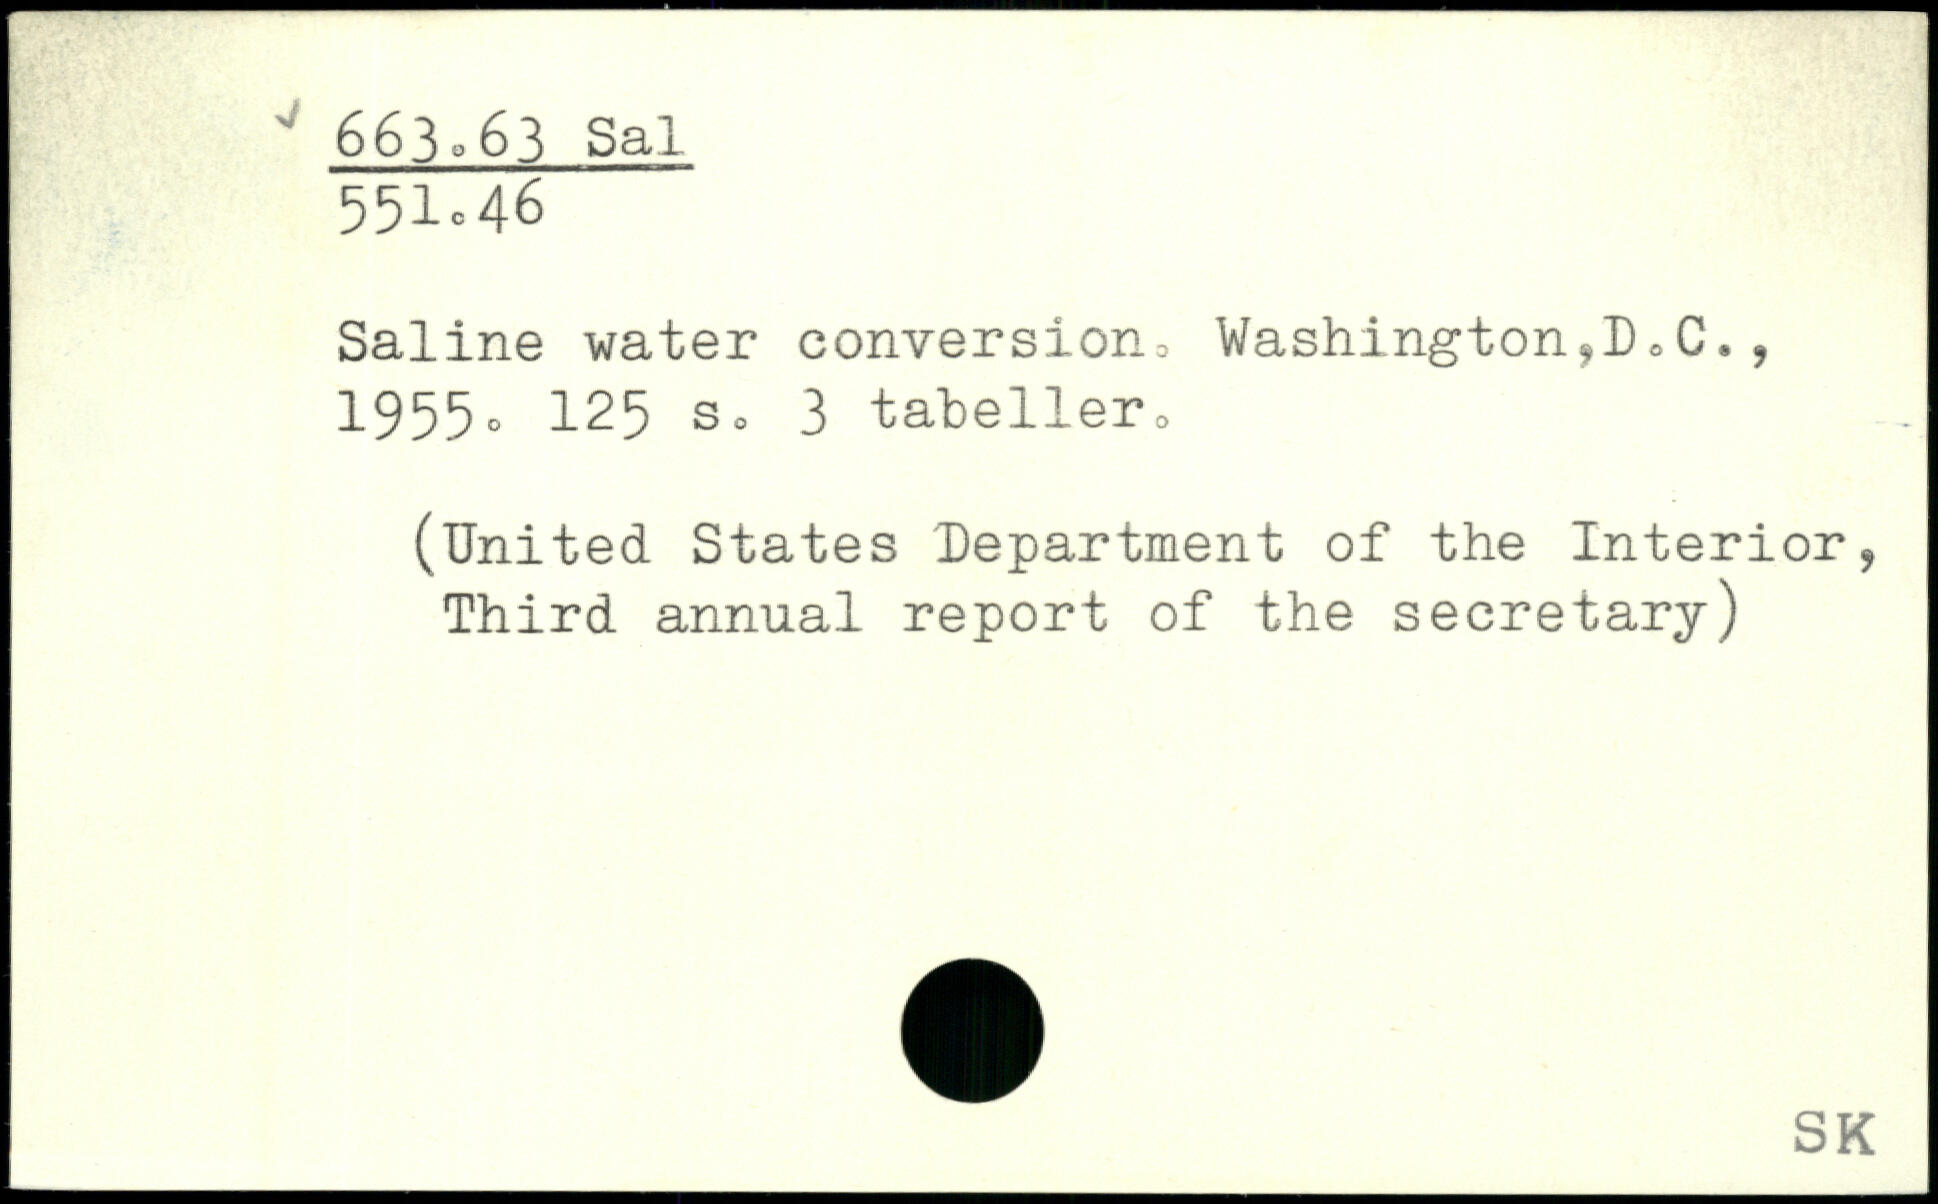 663.63 Sal
551.46
Saline water conversion. Washington,D.C.,
1955. 125 s. 3 tabeller.
(United States Department of the Interior,
Third annual report of the secretary)
SK